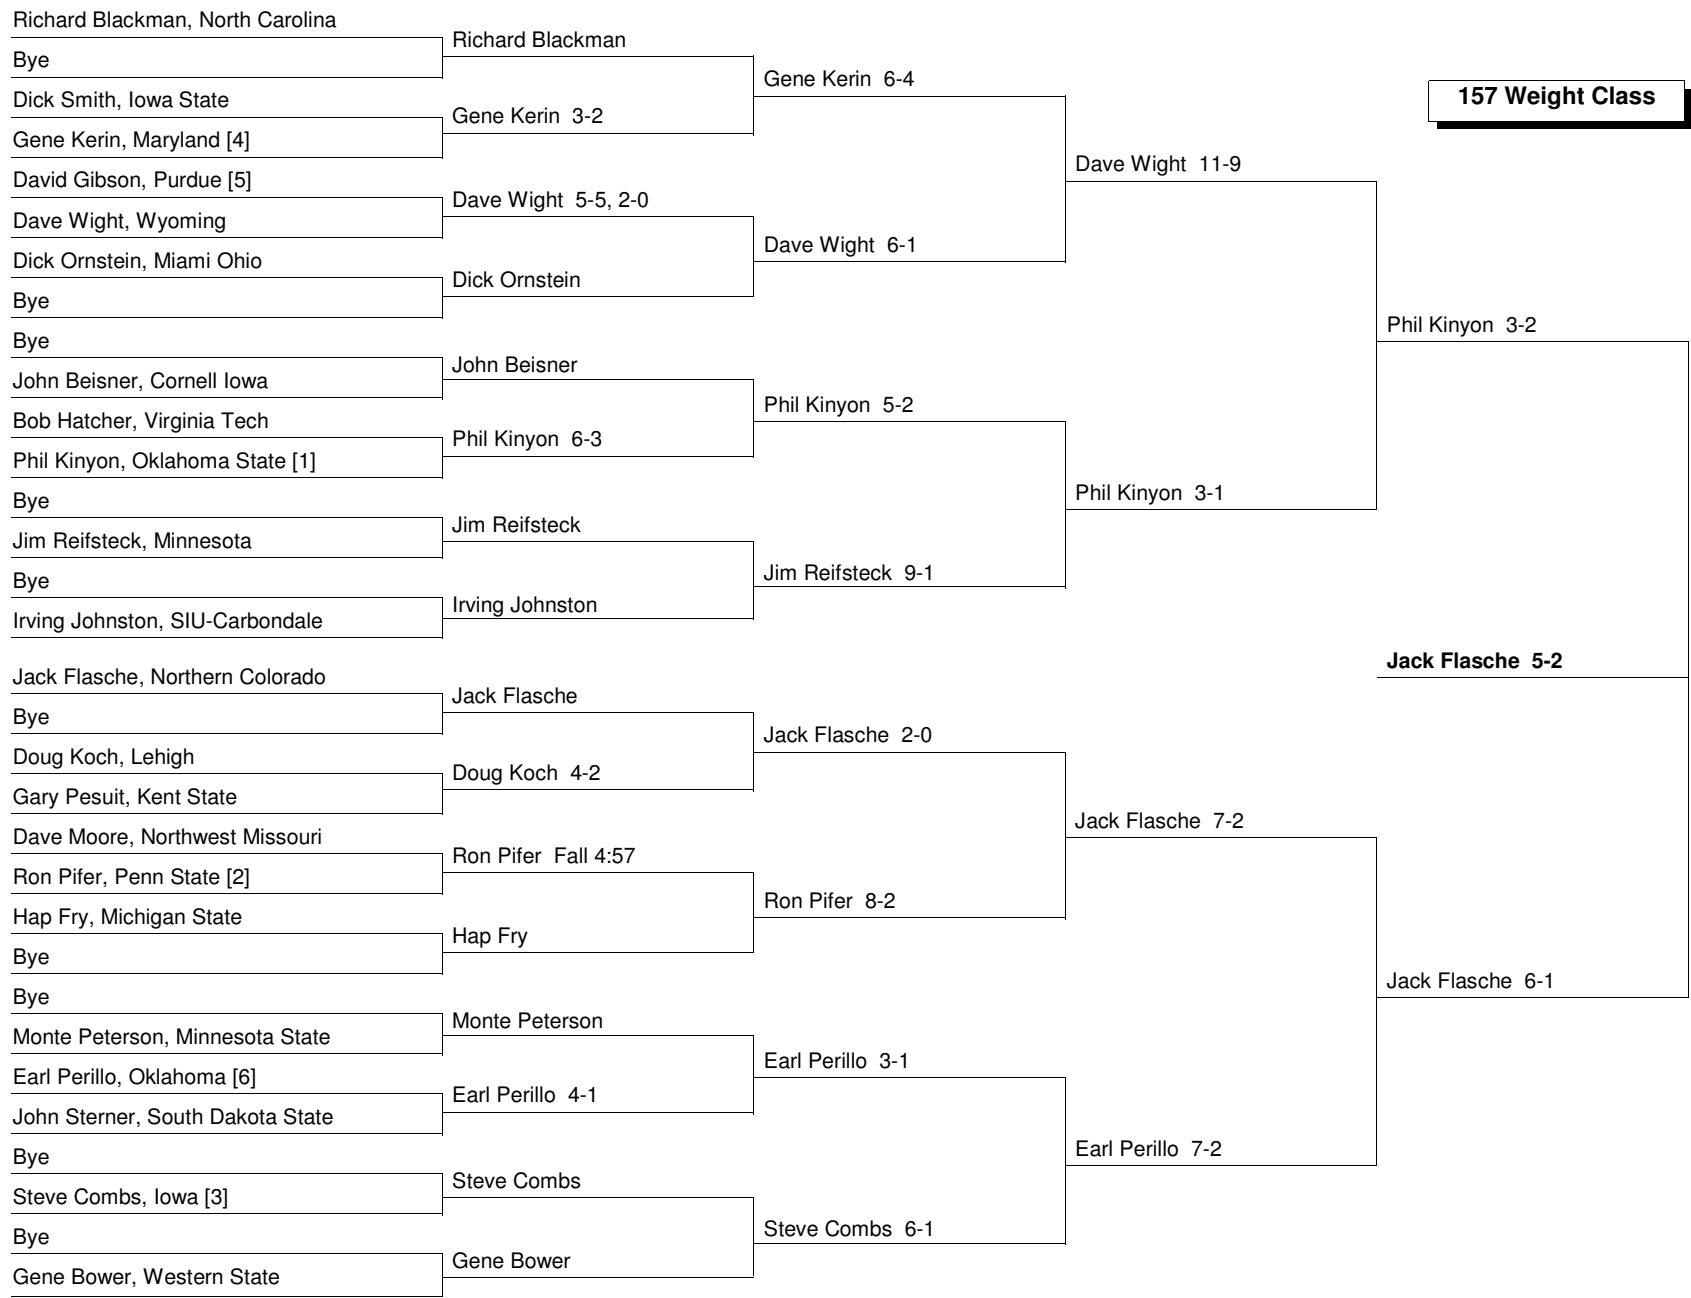 Richard Blackman, North Carolina
Bye
Dick Smith, Iowa State
Gene Kerin, Maryland [4]
David Gibson, Purdue [5]
Dave Wight, Wyoming
Dick Ornstein, Miami Ohio
Bye
Bye
John Beisner, Cornell Iowa
Bob Hatcher, Virginia Tech
Phil Kinyon, Oklahoma State [1]
Bye
Jim Reifsteck, Minnesota
Bye
Irving Johnston, SIU-Carbondale
Jack Flasche, Northern Colorado
Bye
Doug Koch, Lehigh
Gary Pesuit, Kent State
Dave Moore, Northwest Missouri
Ron Pifer, Penn State [2]
Hap Fry, Michigan State
Bye
Bye
Monte Peterson, Minnesota State
Earl Perillo, Oklahoma [6]
John Sterner, South Dakota State
Bye
Steve Combs, Iowa [3]
Bye
Gene Bower, Western State
Richard Blackman
Gene Kerin 3-2
Dave Wight 5-5, 2-0
Dick Ornstein
John Beisner
Phil Kinyon 6-3
Jim Reifsteck
Irving Johnston
Jack Flasche
Doug Koch 4-2
Ron Pifer Fall 4:57
Hap Fry
Monte Peterson
Earl Perillo 4-1
Steve Combs
Gene Bower
Gene Kerin 6-4
Dave Wight 6-1
Phil Kinyon 5-2
Jim Reifsteck 9-1
Jack Flasche 2-0
Ron Pifer 8-2
Earl Perillo 3-1
Steve Combs 6-1
Dave Wight 11-9
Phil Kinyon 3-1
Jack Flasche 7-2
Earl Perillo 7-2
157 Weight Class
Phil Kinyon 3-2
Jack Flasche 5-2
Jack Flasche 6-1